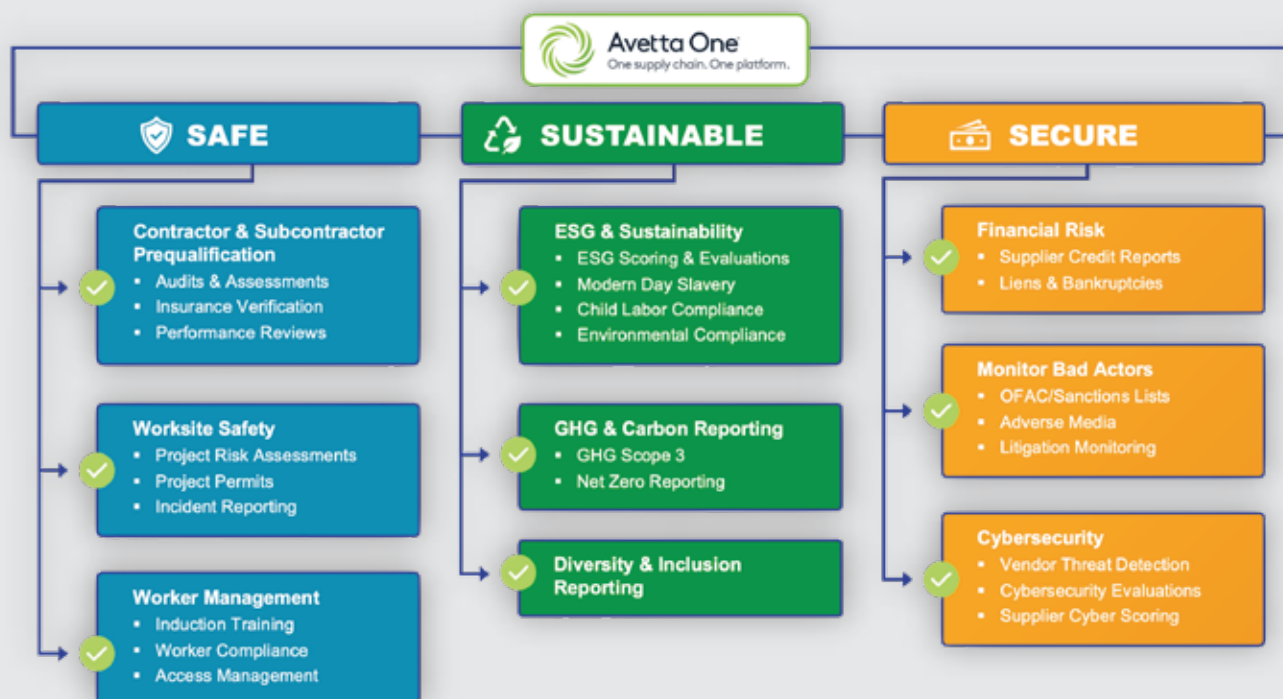 Avetta One
One supply chain. One platform.
SAFE
Contractor & Subcontractor
Prequalification
▪ Audits & Assessments
▪ Insurance Verification
▪ Performance Reviews
Worksite Safety
▪ Project Risk Assessments
▪ Project Permits
▪ Incident Reporting
Worker Management
▪ Induction Training
▪ Worker Compliance
▪ Access Management
SUSTAINABLE
ESG & Sustainability
▪ ESG Scoring & Evaluations
▪ Modern Day Slavery
▪ Child Labor Compliance
▪ Environmental Compliance
GHG & Carbon Reporting
▪ GHG Scope 3
▪ Net Zero Reporting
Diversity & Inclusion
Reporting
SECURE
Financial Risk
▪ Supplier Credit Reports
▪ Liens & Bankruptcies
Monitor Bad Actors
▪ OFAC/Sanctions Lists
▪ Adverse Media
▪ Litigation Monitoring
Cybersecurity
▪ Vendor Threat Detection
▪ Cybersecurity Evaluations
▪ Supplier Cyber Scoring